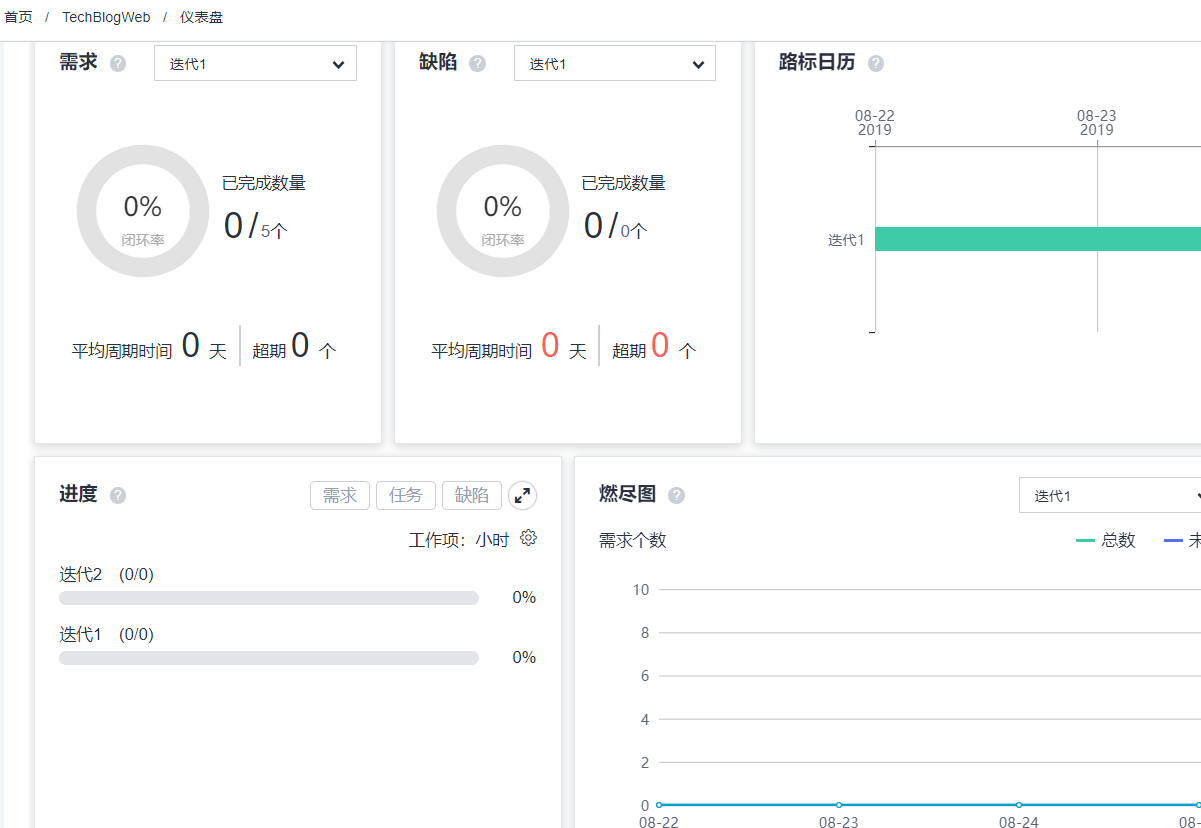 首页 / TechBlogWeb / 仪表盘
需求 ?
迭代1
0%
闭环率
已完成数量
0/5个
平均周期时间 0 天
超期 0 个
缺陷 ?
迭代1
0%
闭环率
已完成数量
0/0个
平均周期时间 0 天
超期 0 个
路标日历 ?
08-22
2019
08-23
2019
迭代1
进度 ?
需求 任务 缺陷
工作项: 小时
迭代2 (0/0)
0%
迭代1 (0/0)
0%
燃尽图 ?
迭代1
需求个数
总数
未
10
8
6
4
2
0
08-22 08-23 08-24 08-